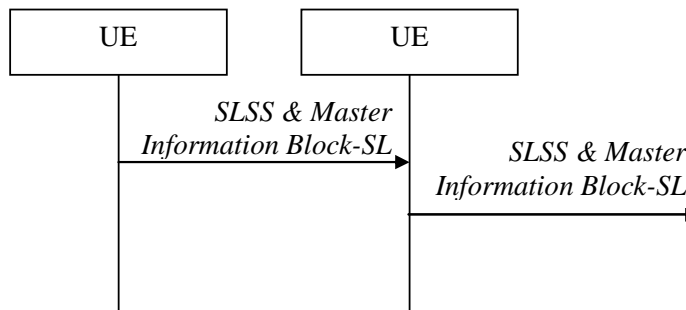 UE
UE
SLSS & Master
Information Block-SL
SLSS & Master
Information Block-SL